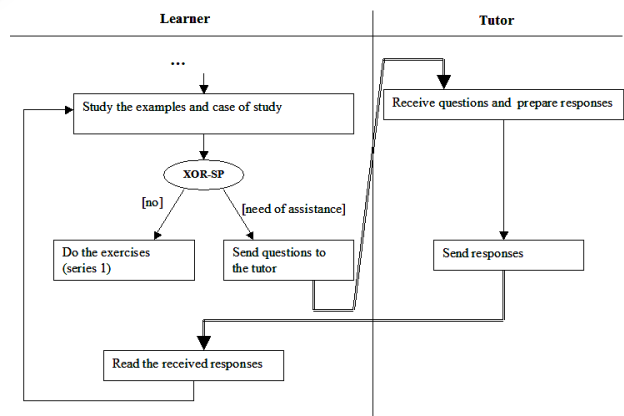 Learner
Tutor
...
Study the examples and case of study
Receive questions and prepare responses
XOR-SP
[no]
[need of assistance]
Do the exercises
(series 1)
Send questions to
the tutor
Send responses
Read the received responses